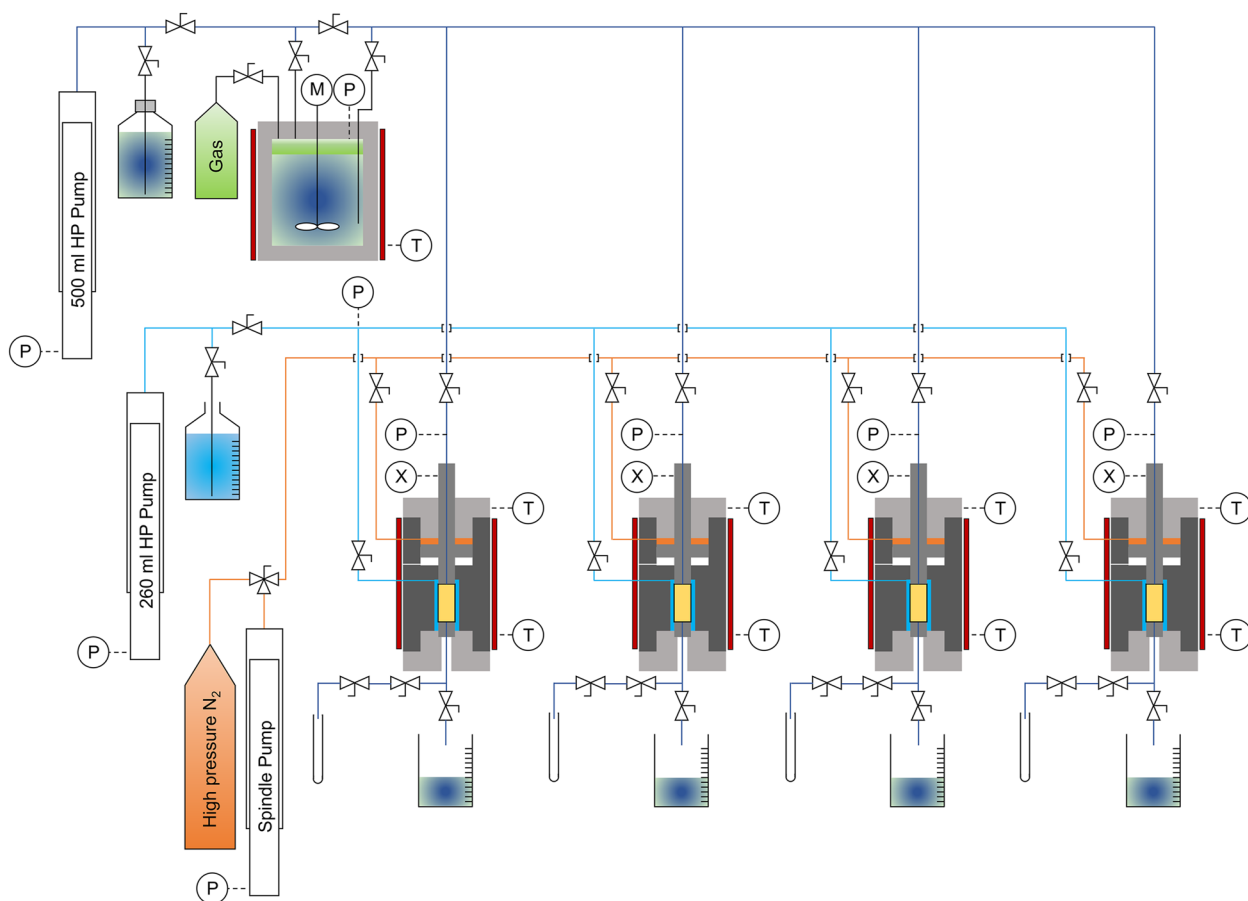 M
P
Gas
500 ml HP Pump
T
P
P
260 ml HP Pump
P
P
P
P
X
X
X
X
T
T
T
T
T
T
T
T
P
High pressure N₂
Spindle Pump
P